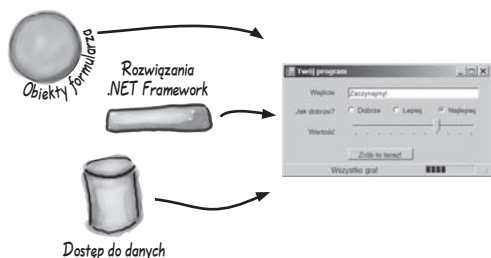 Obiekty formularza
Rozwiązania
.NET Framework
Dostęp do danych
Twój program
Wejście
Zaczynajmy!
Jak dobrze?
Dobrze
Lepiej
Najlepiej
Wartość
Zrób to teraz!
Wszystko gra!